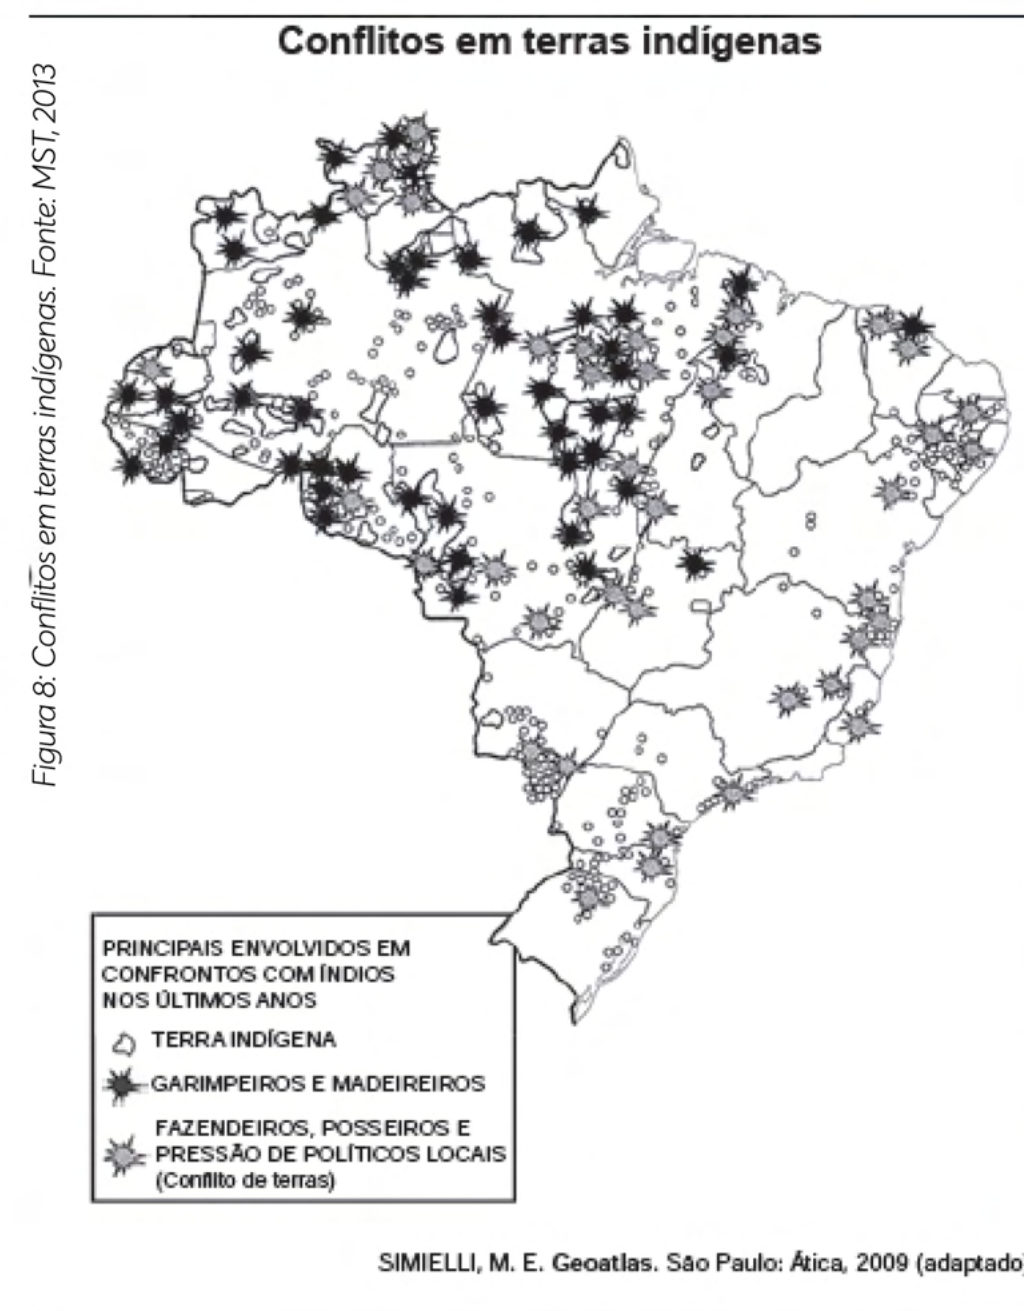 Conflitos em terras indígenas
Figura 8: Conflitos em terras indígenas. Fonte: MST, 2013
PRINCIPAIS ENVOLVIDOS EM
CONFRONTOS COM ÍNDIOS
NOS ÚLTIMOS ANOS
TERRA INDÍGENA
GARIMPEIROS E MADEIREIROS
FAZENDEIROS, POSSEIROS E
PRESSÃO DE POLÍTICOS LOCAIS
(Conflito de terras)
SIMIELLI, M. E. Geoatlas. São Paulo: Ática, 2009 (adaptado)